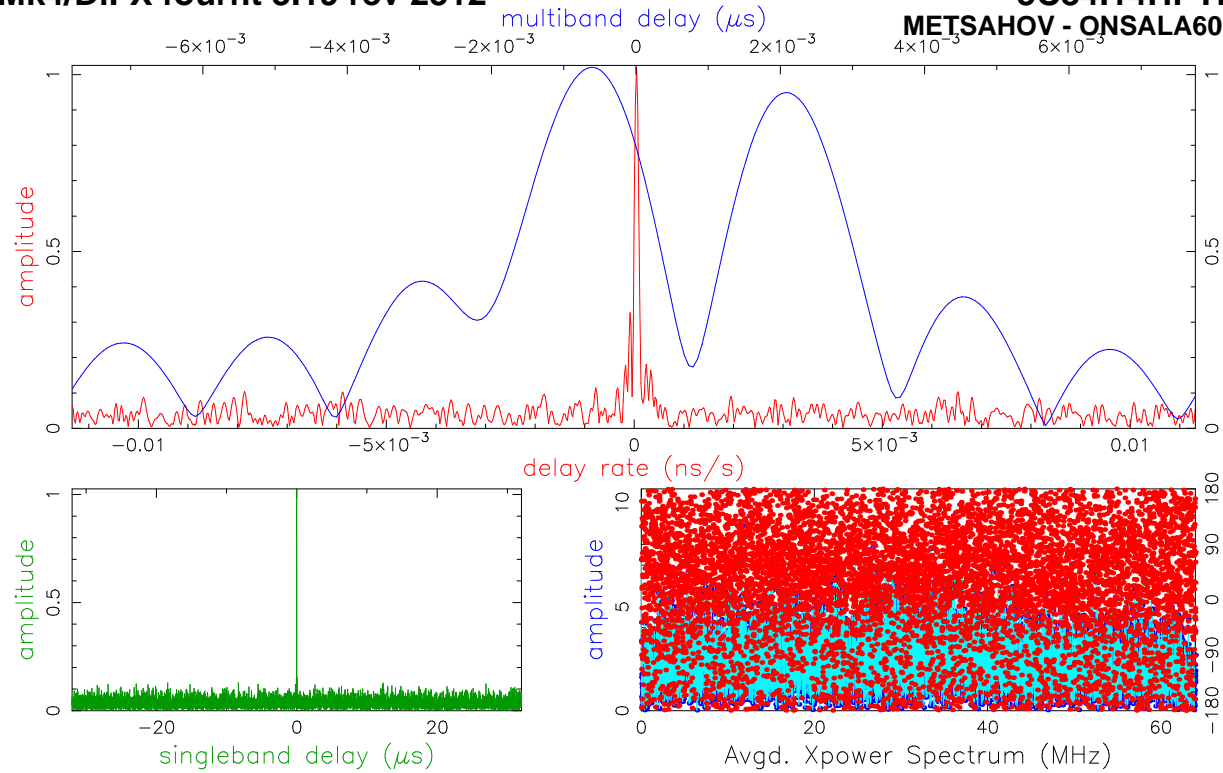 METSAHOV - ONSALA60
multiband delay (μs)
−6×10⁻³ −4×10⁻³ −2×10⁻³ 0 2×10⁻³ 4×10⁻³ 6×10⁻³
amplitude
0 0.5 1
0 0.5 1
−0.01 −5×10⁻³ 0 5×10⁻³ 0.01
delay rate (ns/s)
amplitude
0 0.5 1
−20 0 20
singleband delay (μs)
amplitude
0 5 10
−180 −90 0 90 180
0 20 40 60
Avgd. Xpower Spectrum (MHz)